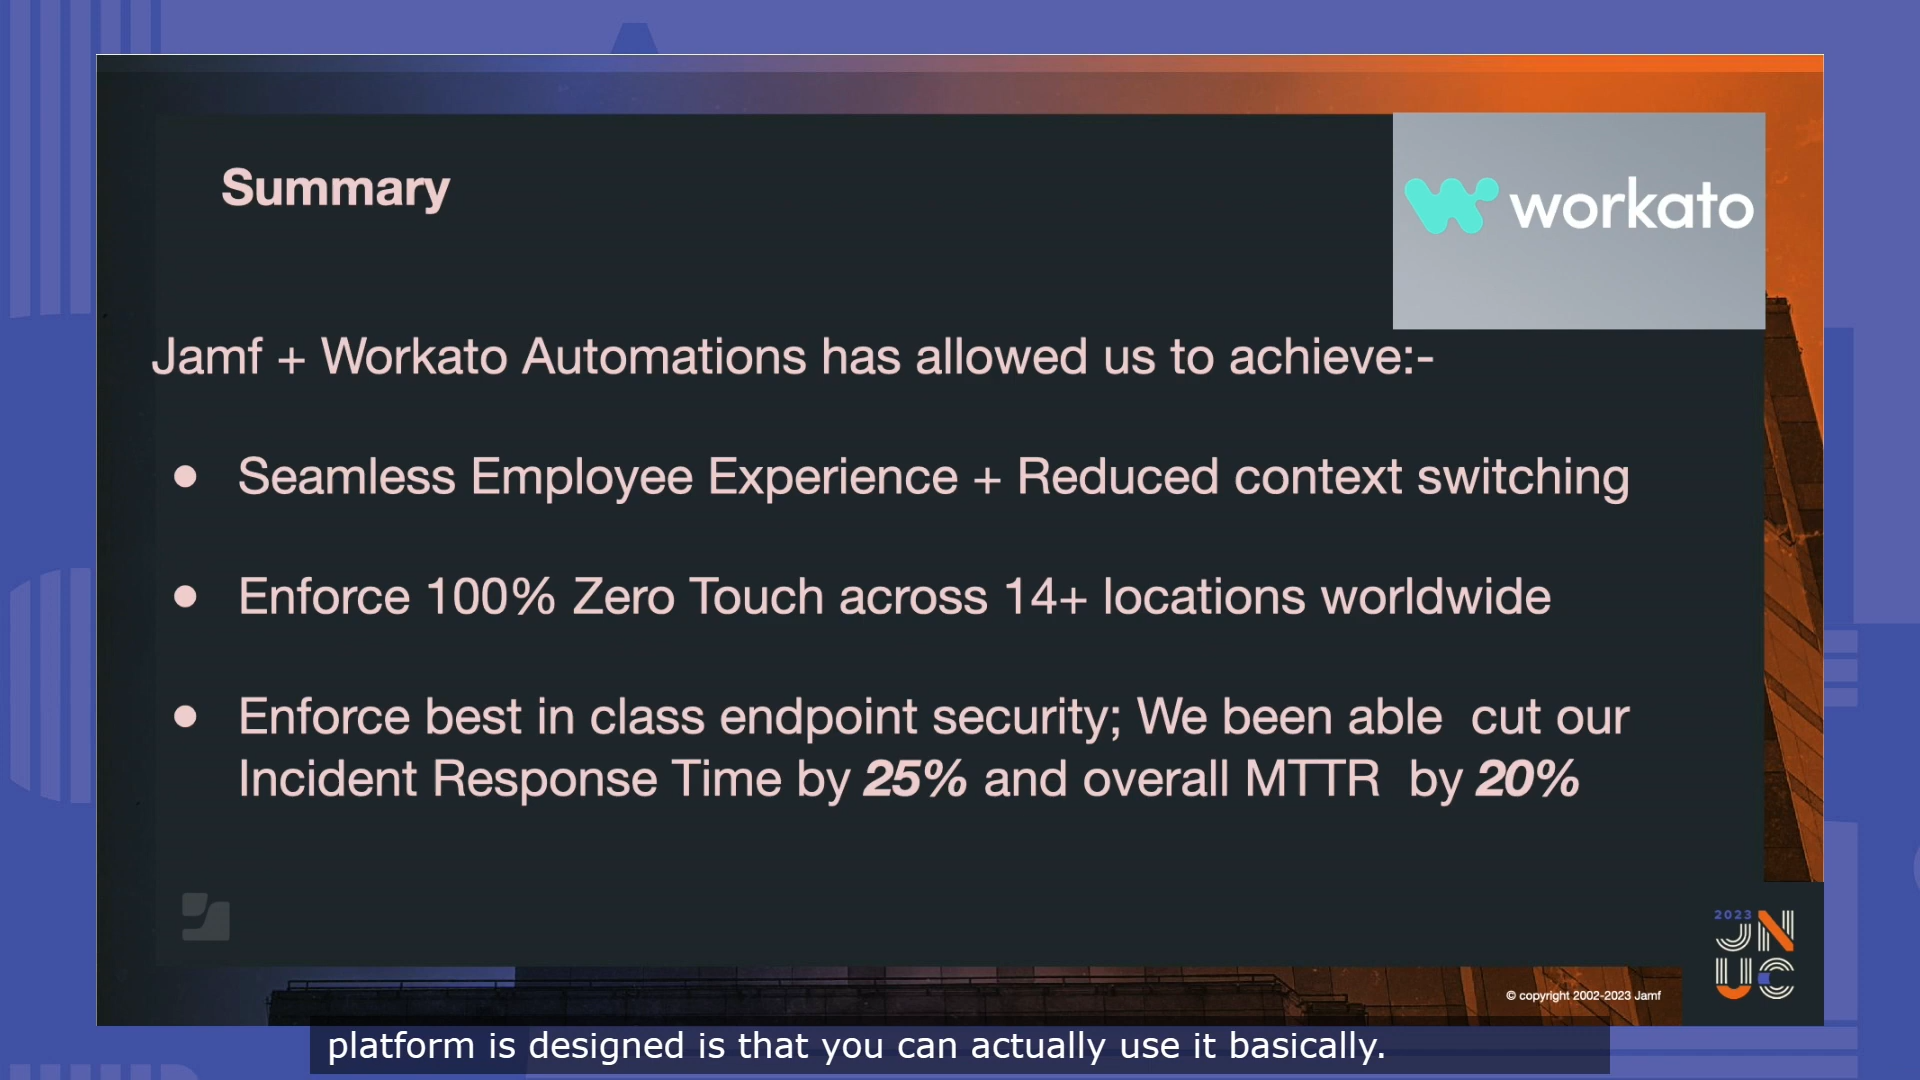 Summary
workato
Jamf + Workato Automations has allowed us to achieve:-
● Seamless Employee Experience + Reduced context switching
● Enforce 100% Zero Touch across 14+ locations worldwide
● Enforce best in class endpoint security; We been able  cut our
Incident Response Time by 25% and overall MTTR  by 20%
2023
JN
UC
© copyright 2002-2023 Jamf
platform is designed is that you can actually use it basically.